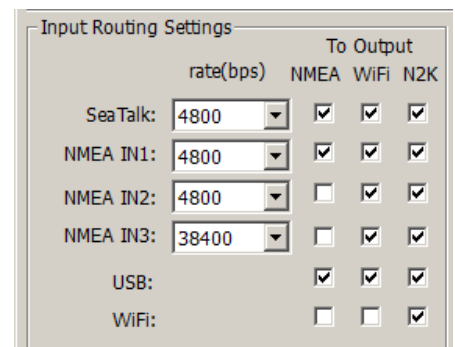 Input Routing Settings
To Output
rate(bps) NMEA WiFi N2K
SeaTalk: 4800
NMEA IN1: 4800
NMEA IN2: 4800
NMEA IN3: 38400
USB:
WiFi: